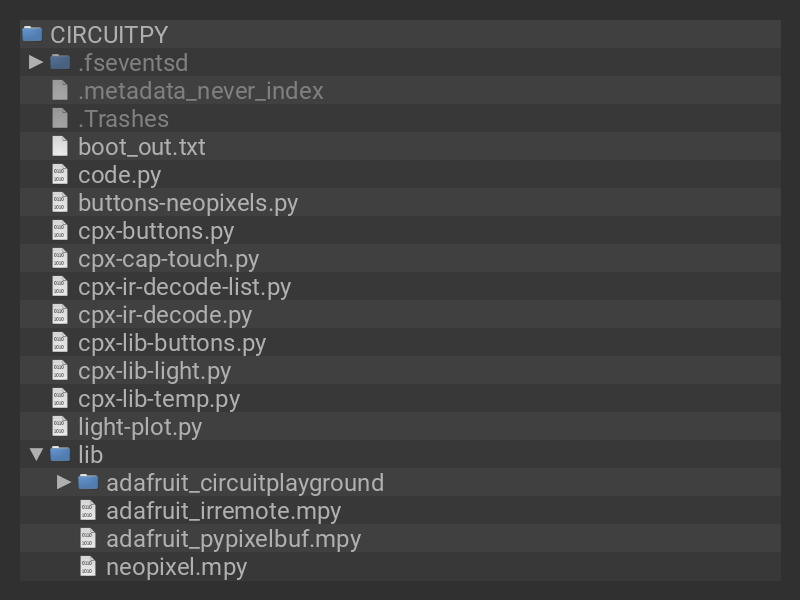 CIRCUITPY
.fseventsd
.metadata_never_index
.Trashes
boot_out.txt
code.py
buttons-neopixels.py
cpx-buttons.py
cpx-cap-touch.py
cpx-ir-decode-list.py
cpx-ir-decode.py
cpx-lib-buttons.py
cpx-lib-light.py
cpx-lib-temp.py
light-plot.py
lib
adafruit_circuitplayground
adafruit_irremote.mpy
adafruit_pypixelbuf.mpy
neopixel.mpy